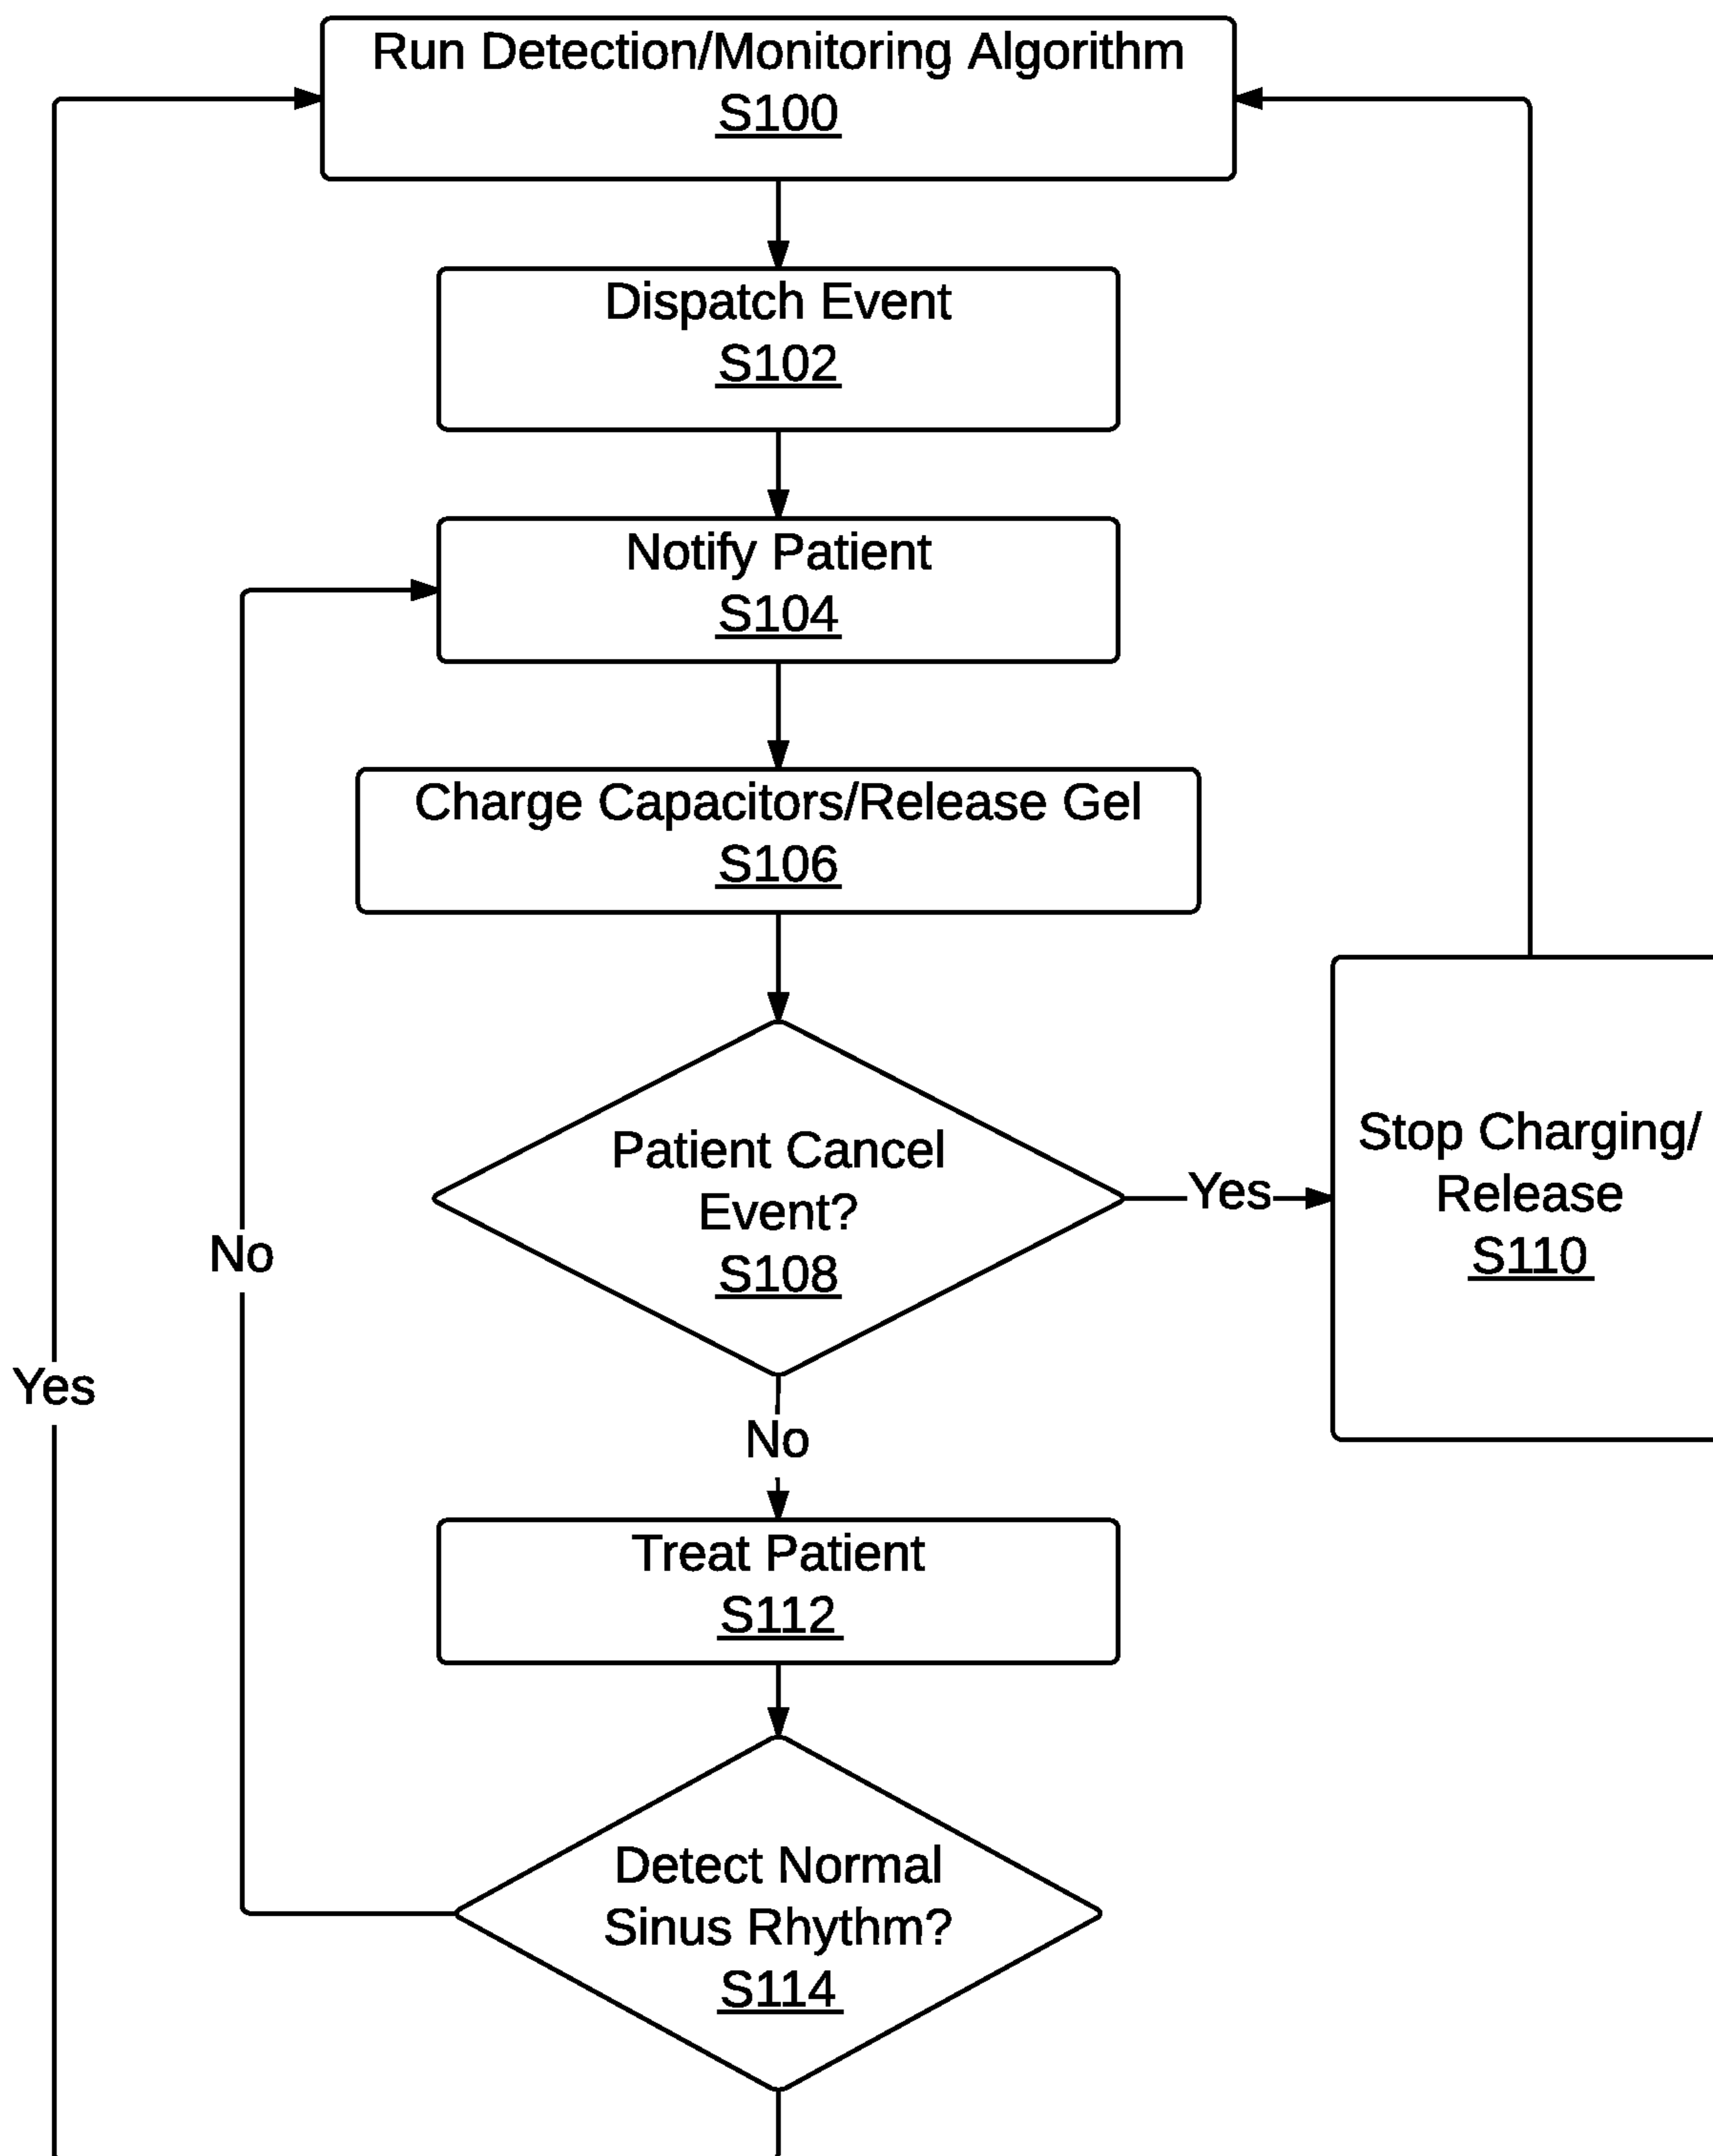 Run Detection/Monitoring Algorithm
S100
Dispatch Event
S102
Notify Patient
S104
Charge Capacitors/Release Gel
S106
Patient Cancel
Event?
S108
Yes
Stop Charging/
Release
S110
No
Yes
No
Treat Patient
S112
Detect Normal
Sinus Rhythm?
S114